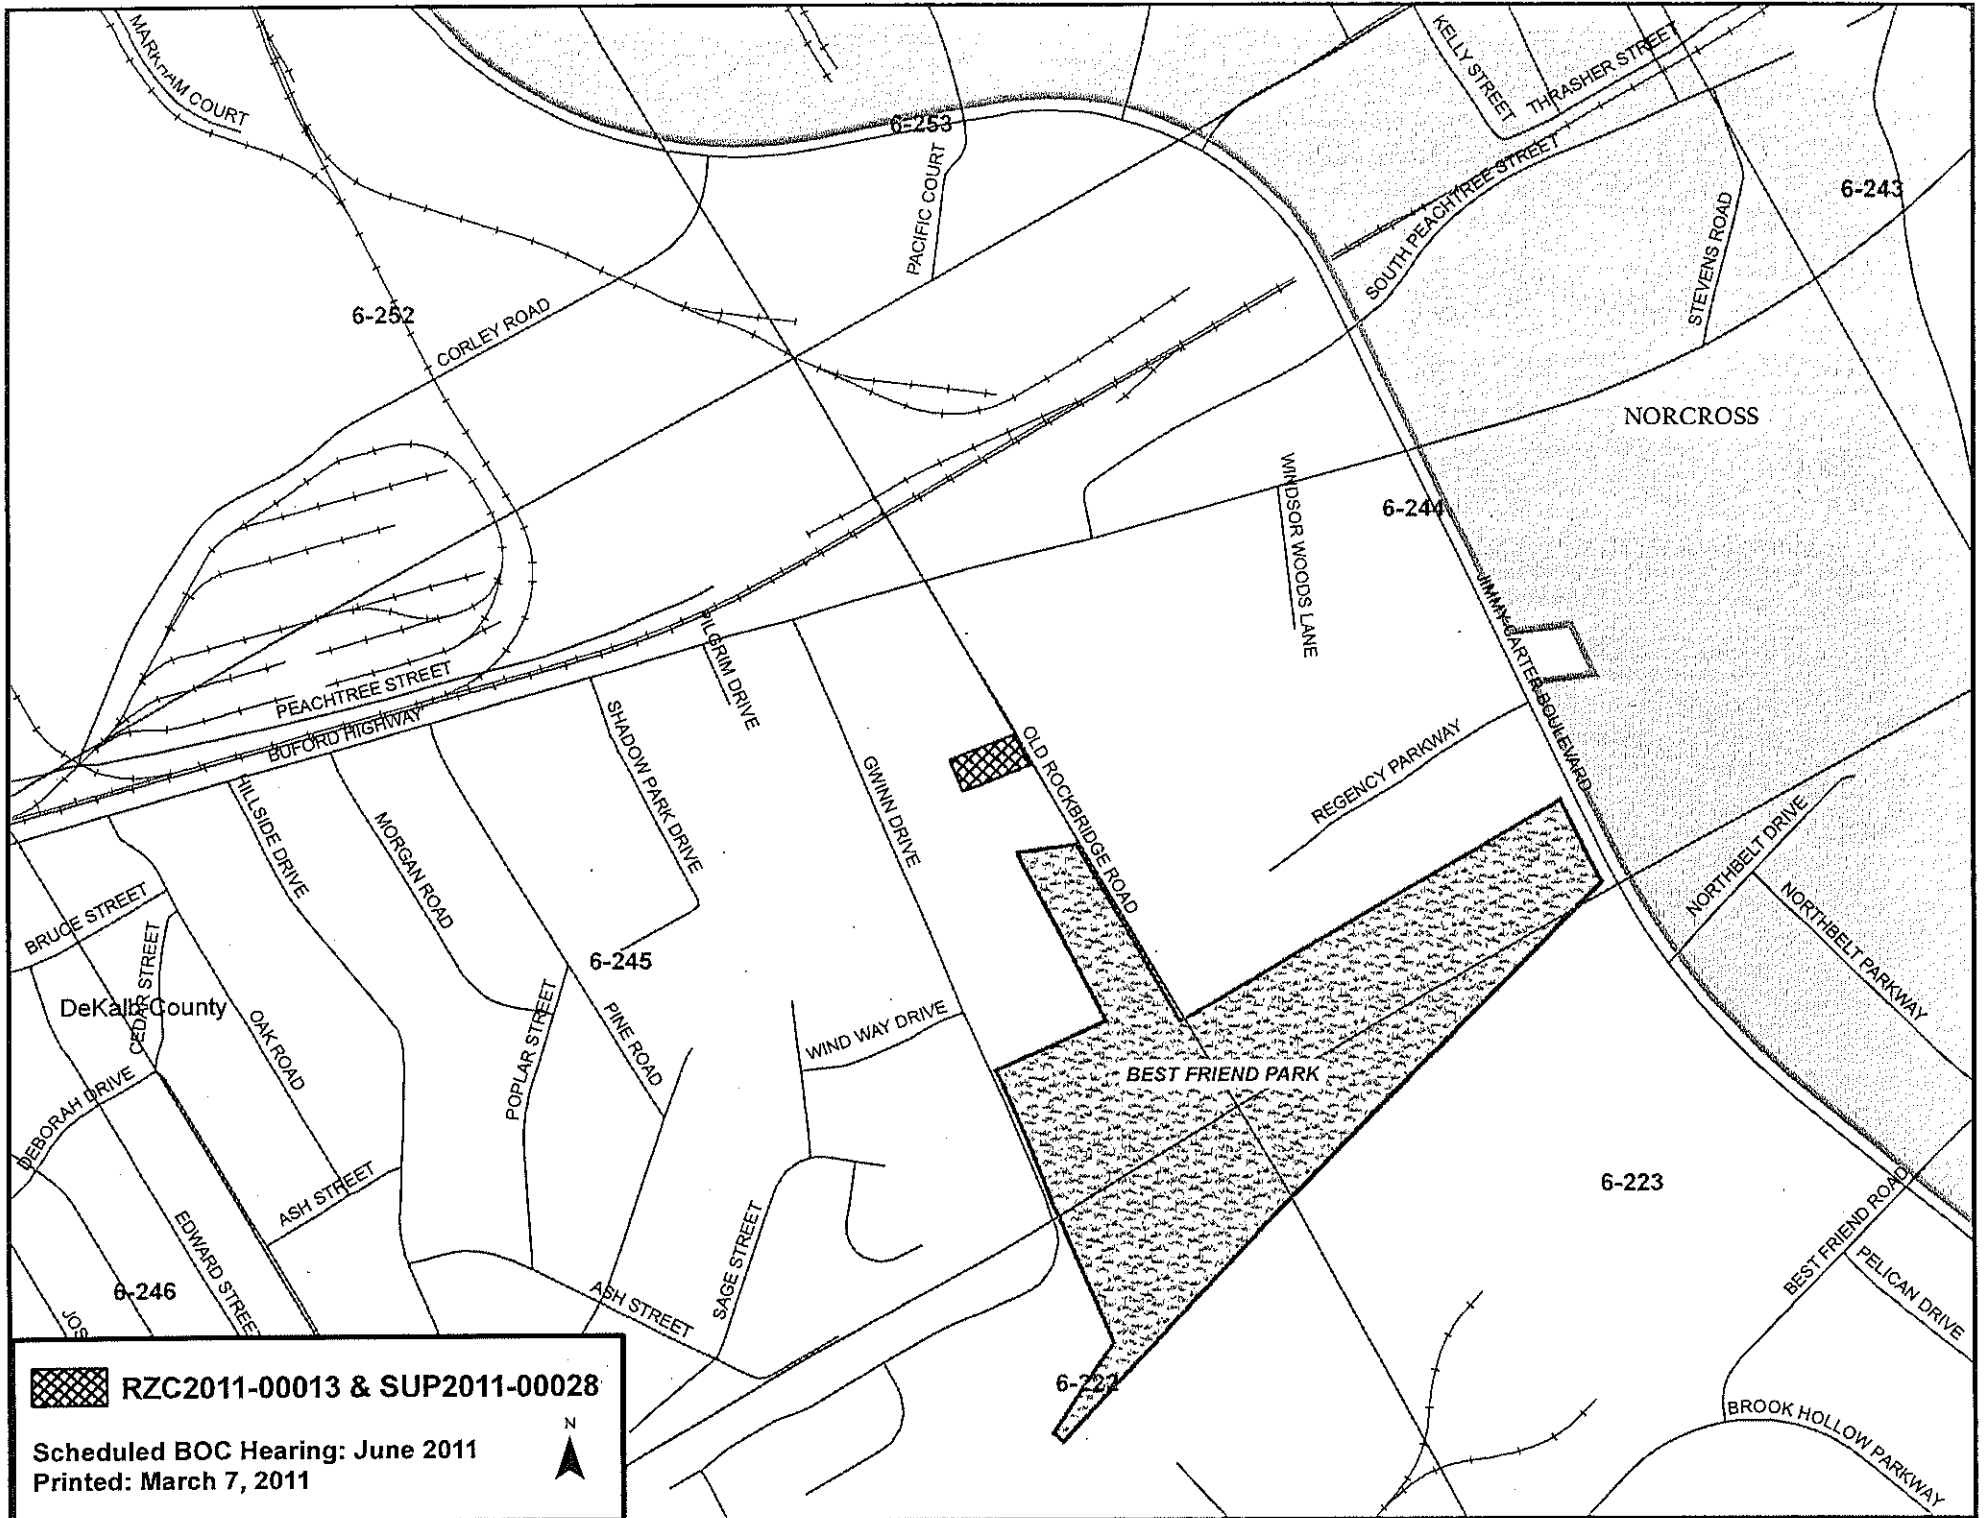 MARKHAM COURT
6-253
KELLY STREET
THRASHER STREET
PACIFIC COURT
SOUTH PEACHTREE STREET
STEVENS ROAD
6-243
6-252
CORLEY ROAD
NORCROSS
WINDSOR WOODS LANE
6-244
JIMMY CARTER BOULEVARD
PEACHTREE STREET
BUFORD HIGHWAY
PILGRIM DRIVE
SHADOW PARK DRIVE
GWINN DRIVE
OLD ROCKBRIDGE ROAD
REGENCY PARKWAY
HILLSIDE DRIVE
MORGAN ROAD
NORTHBELT DRIVE
NORTHBELT PARKWAY
BRUCE STREET
CEDAR STREET
6-245
DeKalb County
OAK ROAD
POPLAR STREET
PINE ROAD
WIND WAY DRIVE
BEST FRIEND PARK
DEBORAH DRIVE
ASH STREET
EDWARD STREET
6-223
BEST FRIEND ROAD
PELICAN DRIVE
6-246
JOS
ASH STREET
SAGE STREET
6-222
BROOK HOLLOW PARKWAY
RZC2011-00013 & SUP2011-00028
N
Scheduled BOC Hearing: June 2011
Printed: March 7, 2011